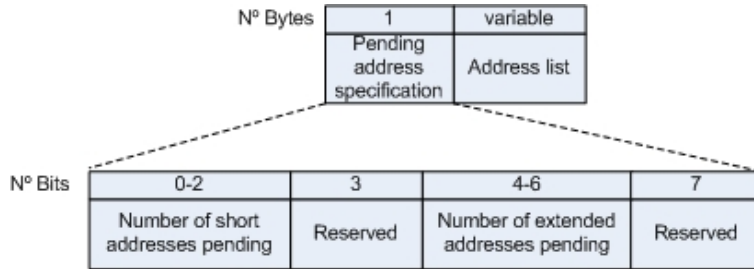 Nº Bytes 1 variable
Pending address specification Address list
Nº Bits 0-2 3 4-6 7
Number of short addresses pending Reserved Number of extended addresses pending Reserved